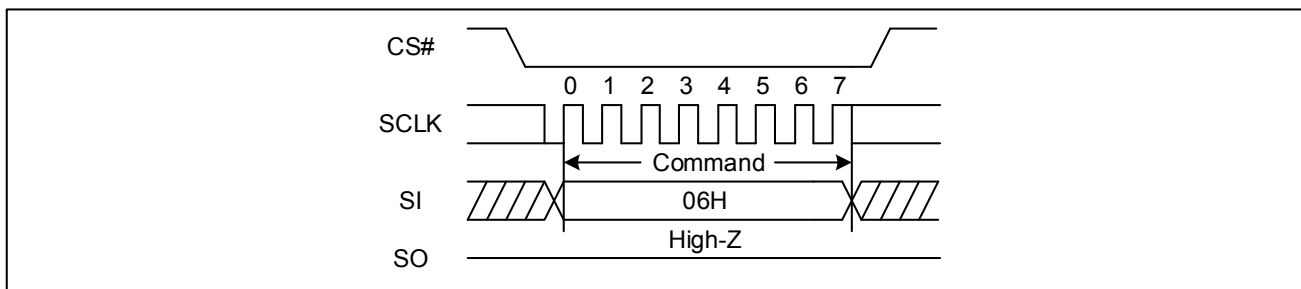 CS#
0 1 2 3 4 5 6 7
SCLK
Command
SI
06H
High-Z
SO